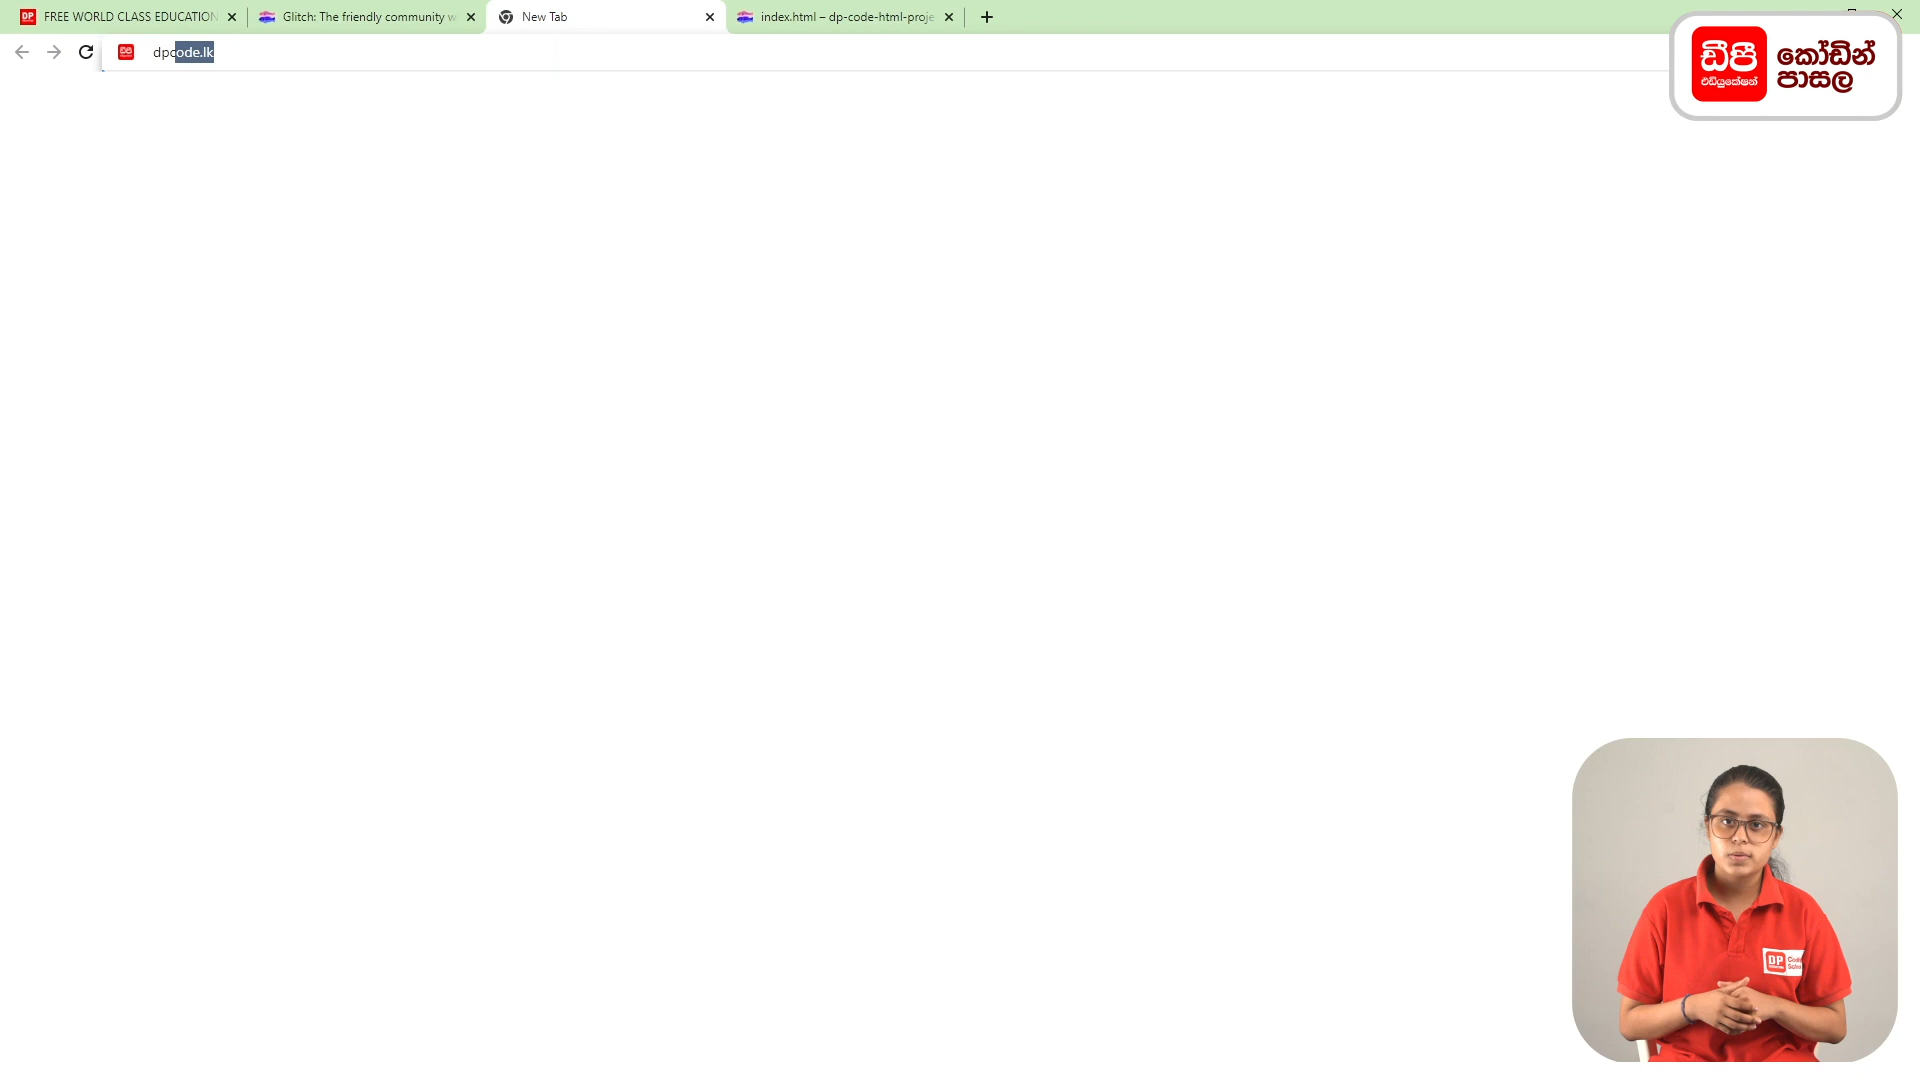 FREE WORLD CLASS EDUCATION
Glitch: The friendly community w
New Tab
index.html – dp-code-html-proje
dpcode.lk
ඩීපී
එඩියුකේෂන්
කෝඩින්
පාසල
DP